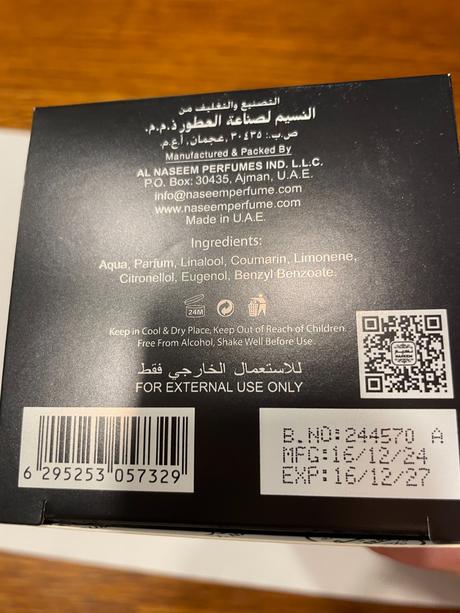 التصنيع والتغليف من
النسيم لصناعة العطور ذ.م.م.
ص.ب: ٣٠٤٣٥، عجمان، أ.ع.م
Manufactured & Packed By
AL NASEEM PERFUMES IND. L.L.C.
P.O. Box: 30435, Ajman, U.A.E.
info@naseemperfume.com
www.naseemperfume.com
Made in U.A.E.
Ingredients:
Aqua, Parfum, Linalool, Coumarin, Limonene,
Citronellol, Eugenol, Benzyl Benzoate.
24M
Keep in Cool & Dry Place, Keep Out of Reach of Children.
Free From Alcohol, Shake Well Before Use.
للاستعمال الخارجي فقط
FOR EXTERNAL USE ONLY
6 295253 057329
B.NO:244570 A
MFG:16/12/24
EXP:16/12/27